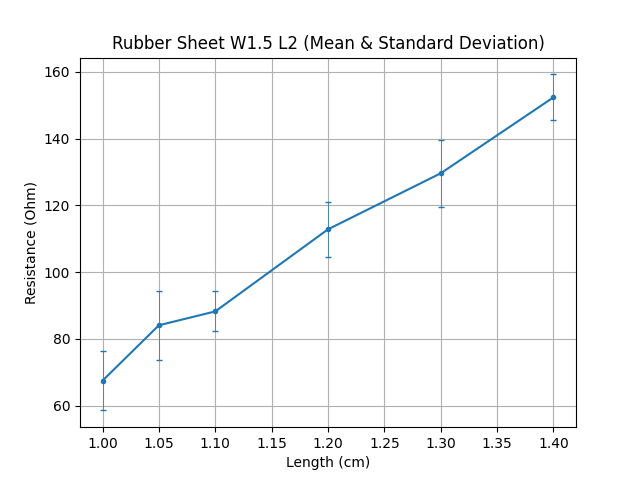 Rubber Sheet W1.5 L2 (Mean & Standard Deviation)
160
140
120
100
80
60
Resistance (Ohm)
1.00 1.05 1.10 1.15 1.20 1.25 1.30 1.35 1.40
Length (cm)